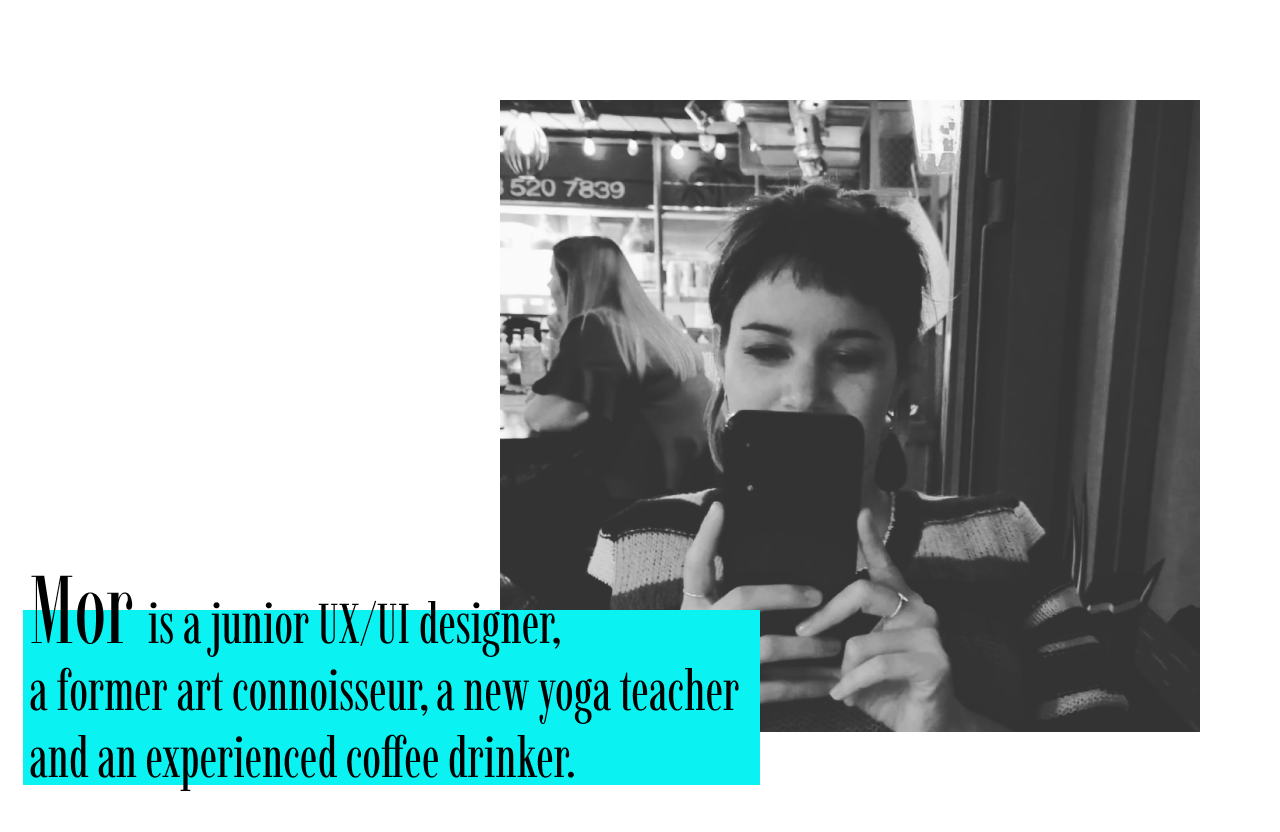 520 7839
Mor is a junior UX/UI designer,
a former art connoisseur, a new yoga teacher
and an experienced coffee drinker.